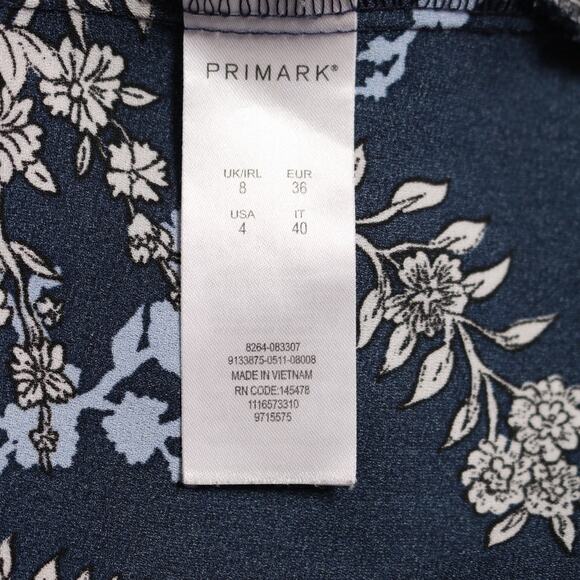 PRIMARK®
UK/IRL EUR
8 36
USA IT
4 40
8264-083307
9133875-0511-08008
MADE IN VIETNAM
RN CODE:145478
1116573310
9715575